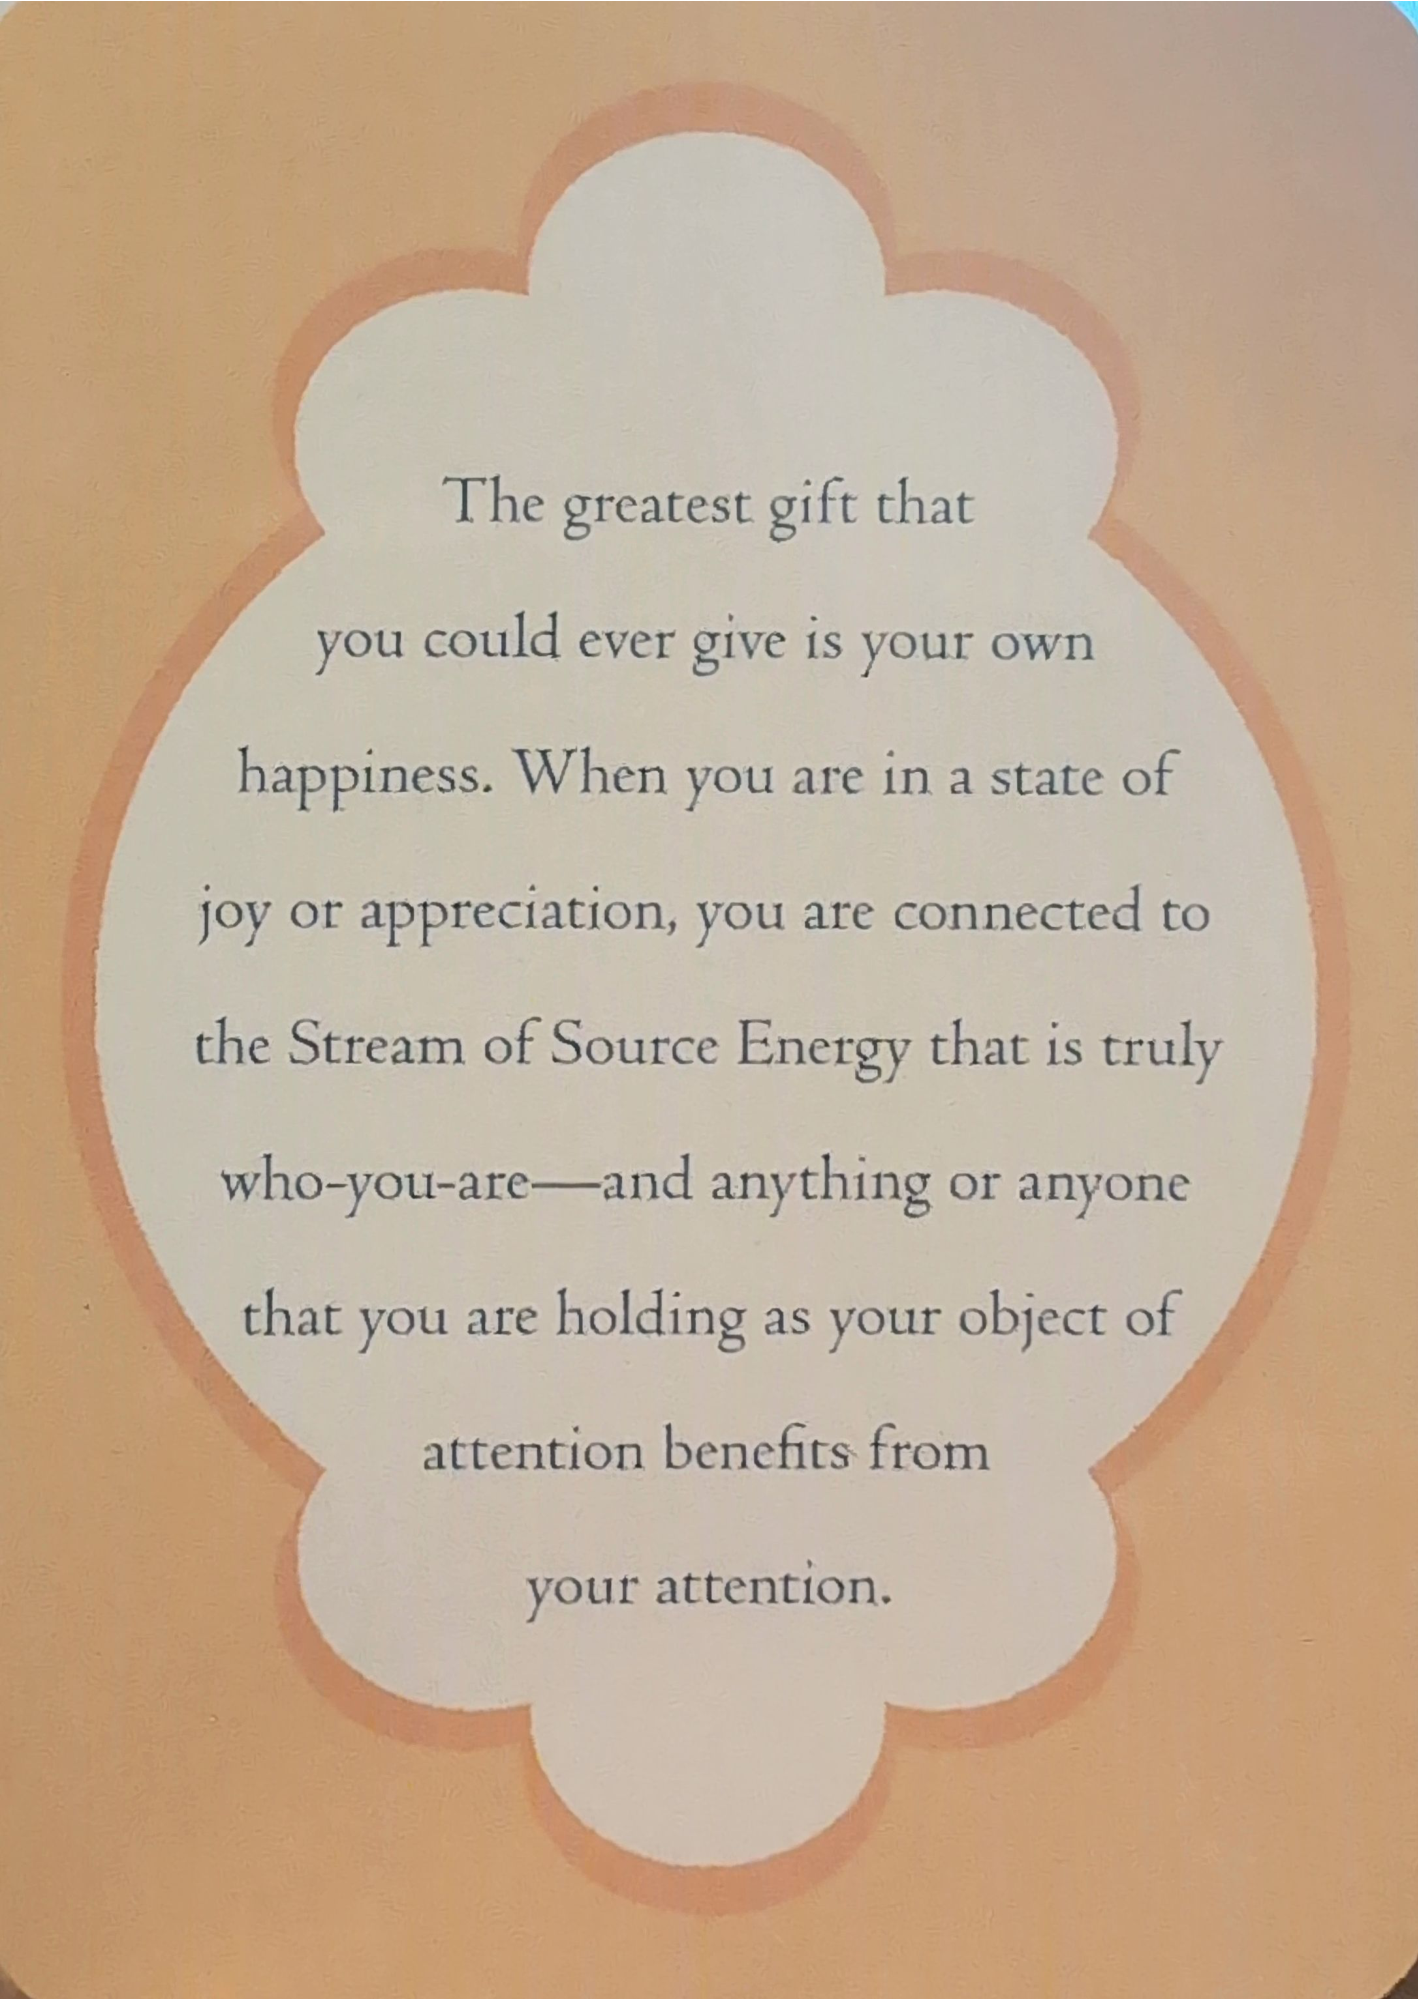 The greatest gift that
you could ever give is your own
happiness. When you are in a state of
joy or appreciation, you are connected to
the Stream of Source Energy that is truly
who-you-are—and anything or anyone
that you are holding as your object of
attention benefits from
your attention.